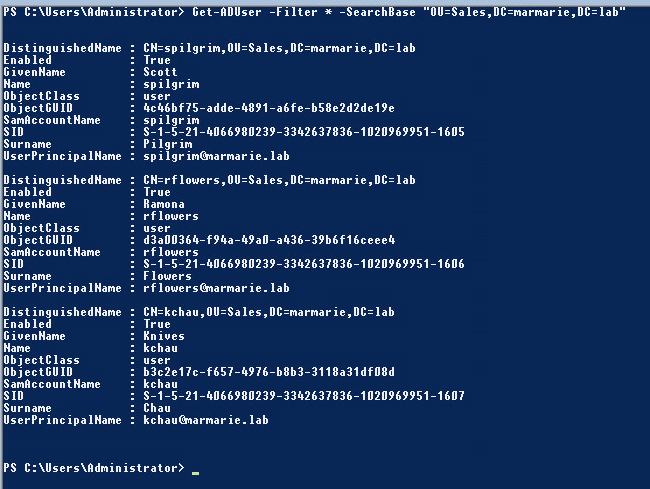 PS C:\Users\Administrator> Get-ADUser -Filter * -SearchBase "OU=Sales,DC=marmarie,DC=lab"
DistinguishedName : CN=spilgrim,OU=Sales,DC=marmarie,DC=lab
Enabled : True
GivenName : Scott
Name : spilgrim
ObjectClass : user
ObjectGUID : 4c46bf75-adde-4891-a6fe-b58e2d2de19e
SamAccountName : spilgrim
SID : S-1-5-21-4066980239-3342637836-1020969951-1605
Surname : Pilgrim
UserPrincipalName : spilgrim@marmarie.lab
DistinguishedName : CN=rflowers,OU=Sales,DC=marmarie,DC=lab
Enabled : True
GivenName : Ramona
Name : rflowers
ObjectClass : user
ObjectGUID : d3a00364-f94a-49a0-a436-39b6f16ceee4
SamAccountName : rflowers
SID : S-1-5-21-4066980239-3342637836-1020969951-1606
Surname : Flowers
UserPrincipalName : rflowers@marmarie.lab
DistinguishedName : CN=kchau,OU=Sales,DC=marmarie,DC=lab
Enabled : True
GivenName : Knives
Name : kchau
ObjectClass : user
ObjectGUID : b3c2e17c-f657-4976-b8b3-3118a31df08d
SamAccountName : kchau
SID : S-1-5-21-4066980239-3342637836-1020969951-1607
Surname : Chau
UserPrincipalName : kchau@marmarie.lab
PS C:\Users\Administrator> _